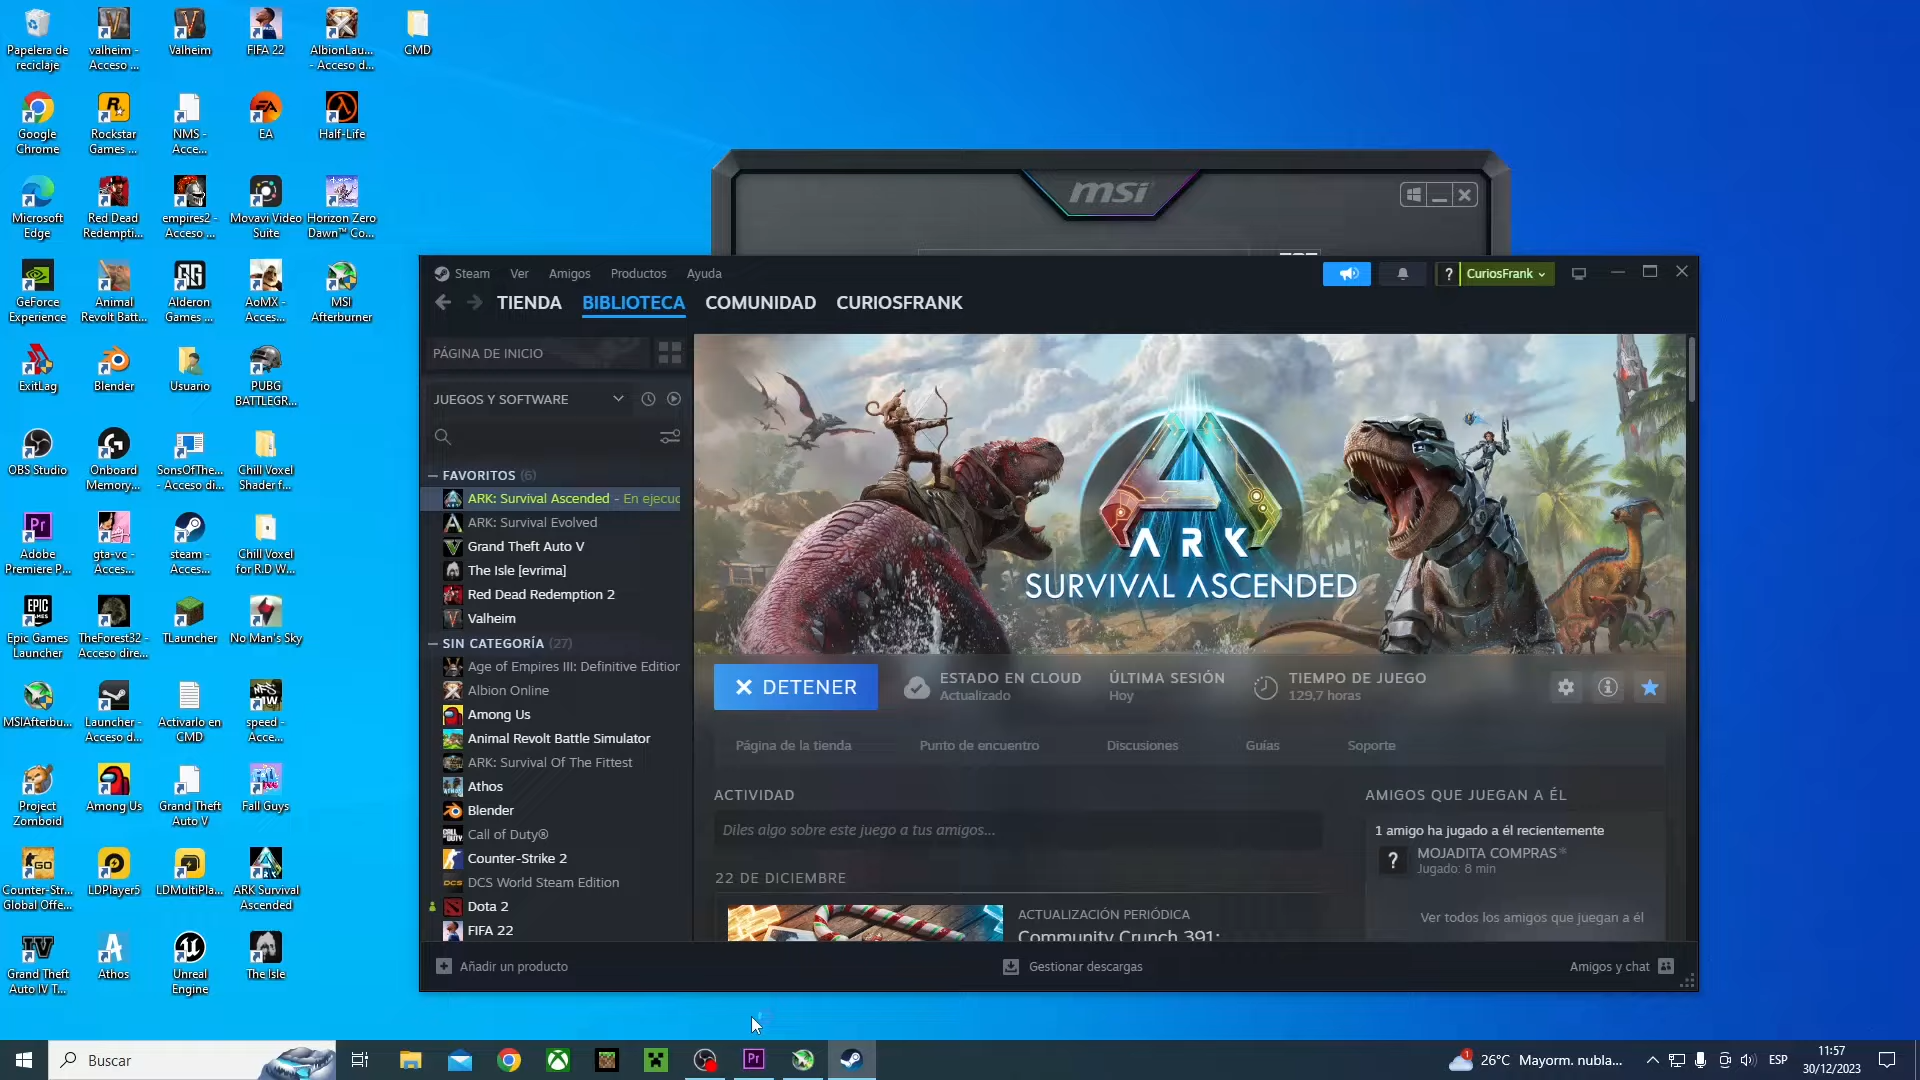 Papelera de
reciclaje
valheim -
Acceso ...
Valheim
FIFA 22
AlbionLau...
- Acceso d...
CMD
Google
Chrome
Rockstar
Games ...
NMS -
Acce...
EA
Half-Life
Microsoft
Edge
Red Dead
Redempti...
empires2 -
Acceso ...
Movavi Video
Suite
Horizon Zero
Dawn™ Co...
GeForce
Experience
Animal
Revolt Batt...
Alderon
Games ...
AoMX -
Acces...
MSI
Afterburner
ExitLag
Blender
Usuario
PUBG
BATTLEGR...
OBS Studio
Onboard
Memory...
SonsOfThe...
- Acceso di...
Chill Voxel
Shader f...
Adobe
Premiere P...
gta-vc -
Acces...
steam -
Acces...
Chill Voxel
for R.D W...
Epic Games
Launcher
TheForest32 -
Acceso dire...
TLauncher
No Man's Sky
MSIAfterbu...
Launcher -
Acceso d...
Activarlo en
CMD
speed -
Acce...
Project
Zomboid
Among Us
Grand Theft
Auto V
Fall Guys
Counter-Str...
Global Offe...
LDPlayer5
LDMultiPla...
ARK Survival
Ascended
Grand Theft
Auto IV T...
Athos
Unreal
Engine
The Isle
msi
Steam Ver Amigos Productos Ayuda
CuriosFrank
TIENDA BIBLIOTECA COMUNIDAD CURIOSFRANK
PÁGINA DE INICIO
JUEGOS Y SOFTWARE
FAVORITOS (6)
ARK: Survival Ascended - En ejecuc
ARK: Survival Evolved
Grand Theft Auto V
The Isle [evrima]
Red Dead Redemption 2
Valheim
SIN CATEGORÍA (27)
Age of Empires III: Definitive Edition
Albion Online
Among Us
Animal Revolt Battle Simulator
ARK: Survival Of The Fittest
Athos
Blender
Call of Duty®
Counter-Strike 2
DCS World Steam Edition
Dota 2
FIFA 22
ARK
SURVIVAL ASCENDED
DETENER
ESTADO EN CLOUD
Actualizado
ÚLTIMA SESIÓN
Hoy
TIEMPO DE JUEGO
129,7 horas
Página de la tienda Punto de encuentro Discusiones Guías Soporte
ACTIVIDAD
Diles algo sobre este juego a tus amigos...
22 DE DICIEMBRE
ACTUALIZACIÓN PERIÓDICA
Community Crunch 391:
AMIGOS QUE JUEGAN A ÉL
1 amigo ha jugado a él recientemente
MOJADITA COMPRAS*
Jugado: 8 min
Ver todos los amigos que juegan a él
Añadir un producto
Gestionar descargas
Amigos y chat
Buscar
Pr
1
26°C Mayorm. nubla...
ESP
11:57
30/12/2023